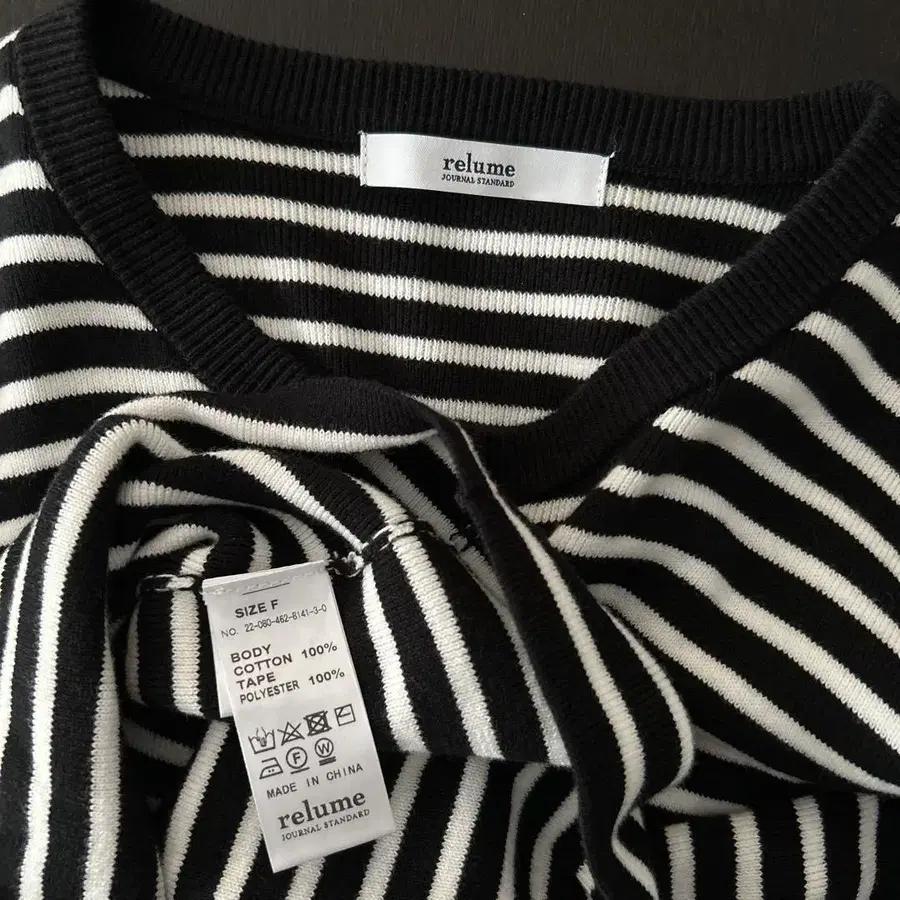 relume
JOURNAL STANDARD
SIZE F
NO. 22-080-462-8141-3-0
BODY
COTTON 100%
TAPE
POLYESTER 100%
F W
MADE IN CHINA
relume
JOURNAL STANDARD